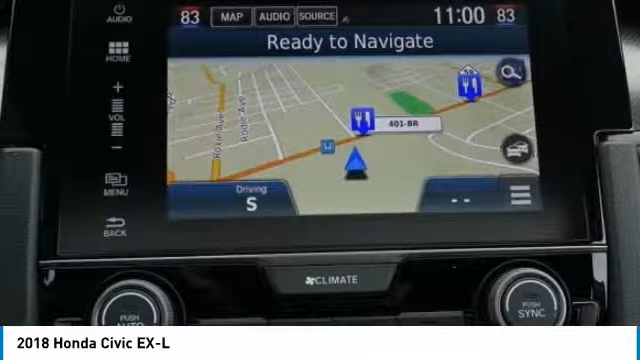 AUDIO
83 MAP AUDIO SOURCE 11:00 83
HOME
Ready to Navigate
+
VOL
−
Roxie Ave
Rodie Ave
401-BR
MENU
Driving
S
--
BACK
CLIMATE
PUSH
AUTO
PUSH
SYNC
2018 Honda Civic EX-L